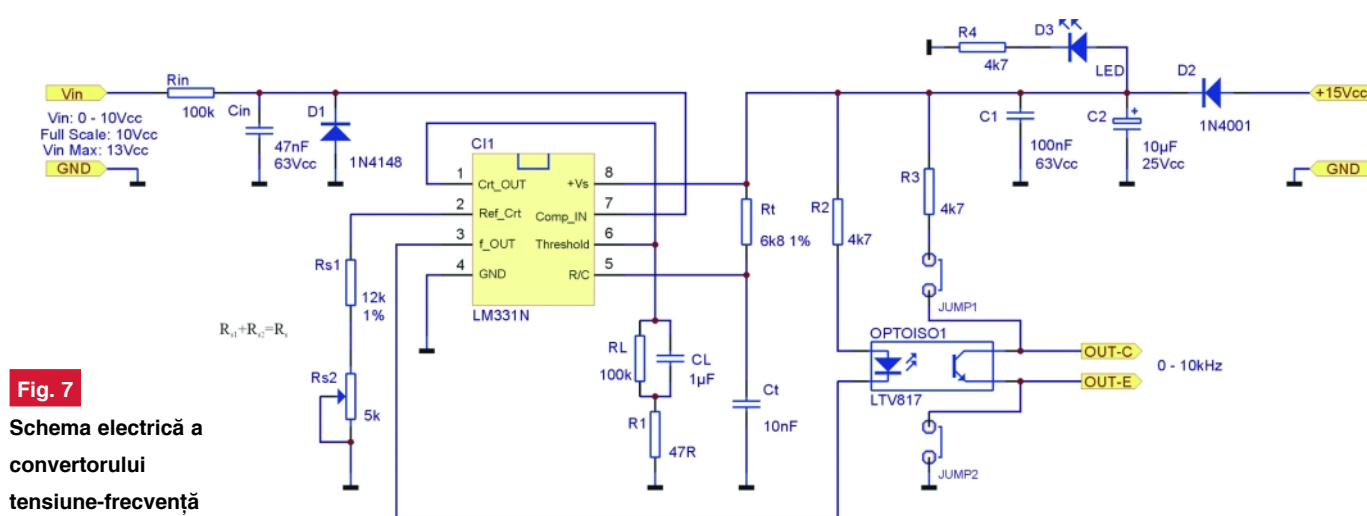 Vin
Vin: 0 - 10Vcc
Full Scale: 10Vcc
Vin Max: 13Vcc
GND
Rin
100k
Cin
47nF
63Vcc
D1
1N4148
CI1
1
2
3
4
Crt_OUT
Ref_Crt
f_OUT
GND
+Vs
Comp_IN
Threshold
R/C
8
7
6
5
LM331N
Rs1
12k
1%
Rs1+Rs2=Rs
Rs2
5k
RL
100k
CL
1µF
R1
47R
Rt
6k8 1%
Ct
10nF
R2
4k7
R3
4k7
JUMP1
R4
4k7
D3
LED
C1
100nF
63Vcc
C2
+
10µF
25Vcc
D2
1N4001
+15Vcc
GND
OPTOISO1
LTV817
OUT-C
OUT-E
0 - 10kHz
JUMP2
Fig. 7
Schema electrică a
convertorului
tensiune-frecvență